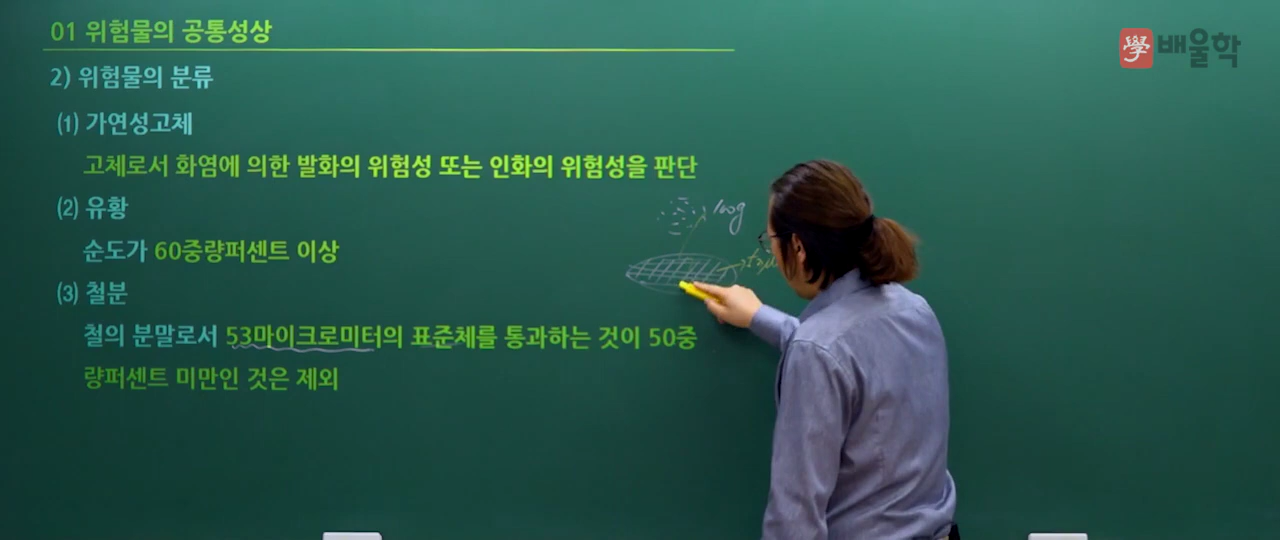 01 위험물의 공통성상
學 배울학
2) 위험물의 분류
(1) 가연성고체
고체로서 화염에 의한 발화의 위험성 또는 인화의 위험성을 판단
(2) 유황
100g
순도가 60중량퍼센트 이상
(3) 철분
철의 분말로서 53마이크로미터의 표준체를 통과하는 것이 50중
량퍼센트 미만인 것은 제외